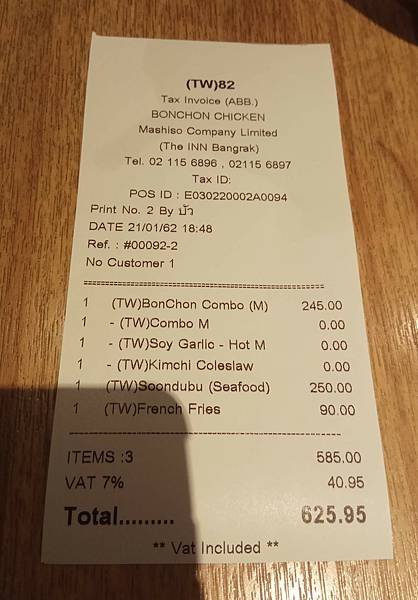 (TW)82
Tax Invoice (ABB.)
BONCHON CHICKEN
Mashiso Company Limited
(The INN Bangrak)
Tel. 02 115 6896 , 02115 6897
Tax ID:
POS ID : E030220002A0094
Print No. 2 By บัว
DATE 21/01/62 18:48
Ref. : #00092-2
No Customer 1
1 (TW)BonChon Combo (M) 245.00
1 - (TW)Combo M 0.00
1 - (TW)Soy Garlic - Hot M 0.00
1 - (TW)Kimchi Coleslaw 0.00
1 (TW)Soondubu (Seafood) 250.00
1 (TW)French Fries 90.00
ITEMS :3 585.00
VAT 7% 40.95
Total......... 625.95
** Vat Included **